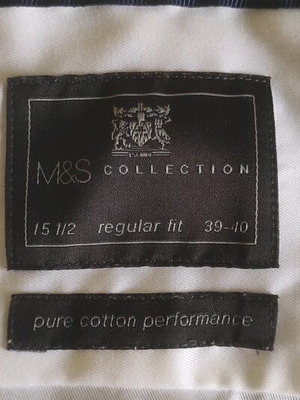 M&S COLLECTION
15 1/2 regular fit 39-40
pure cotton performance